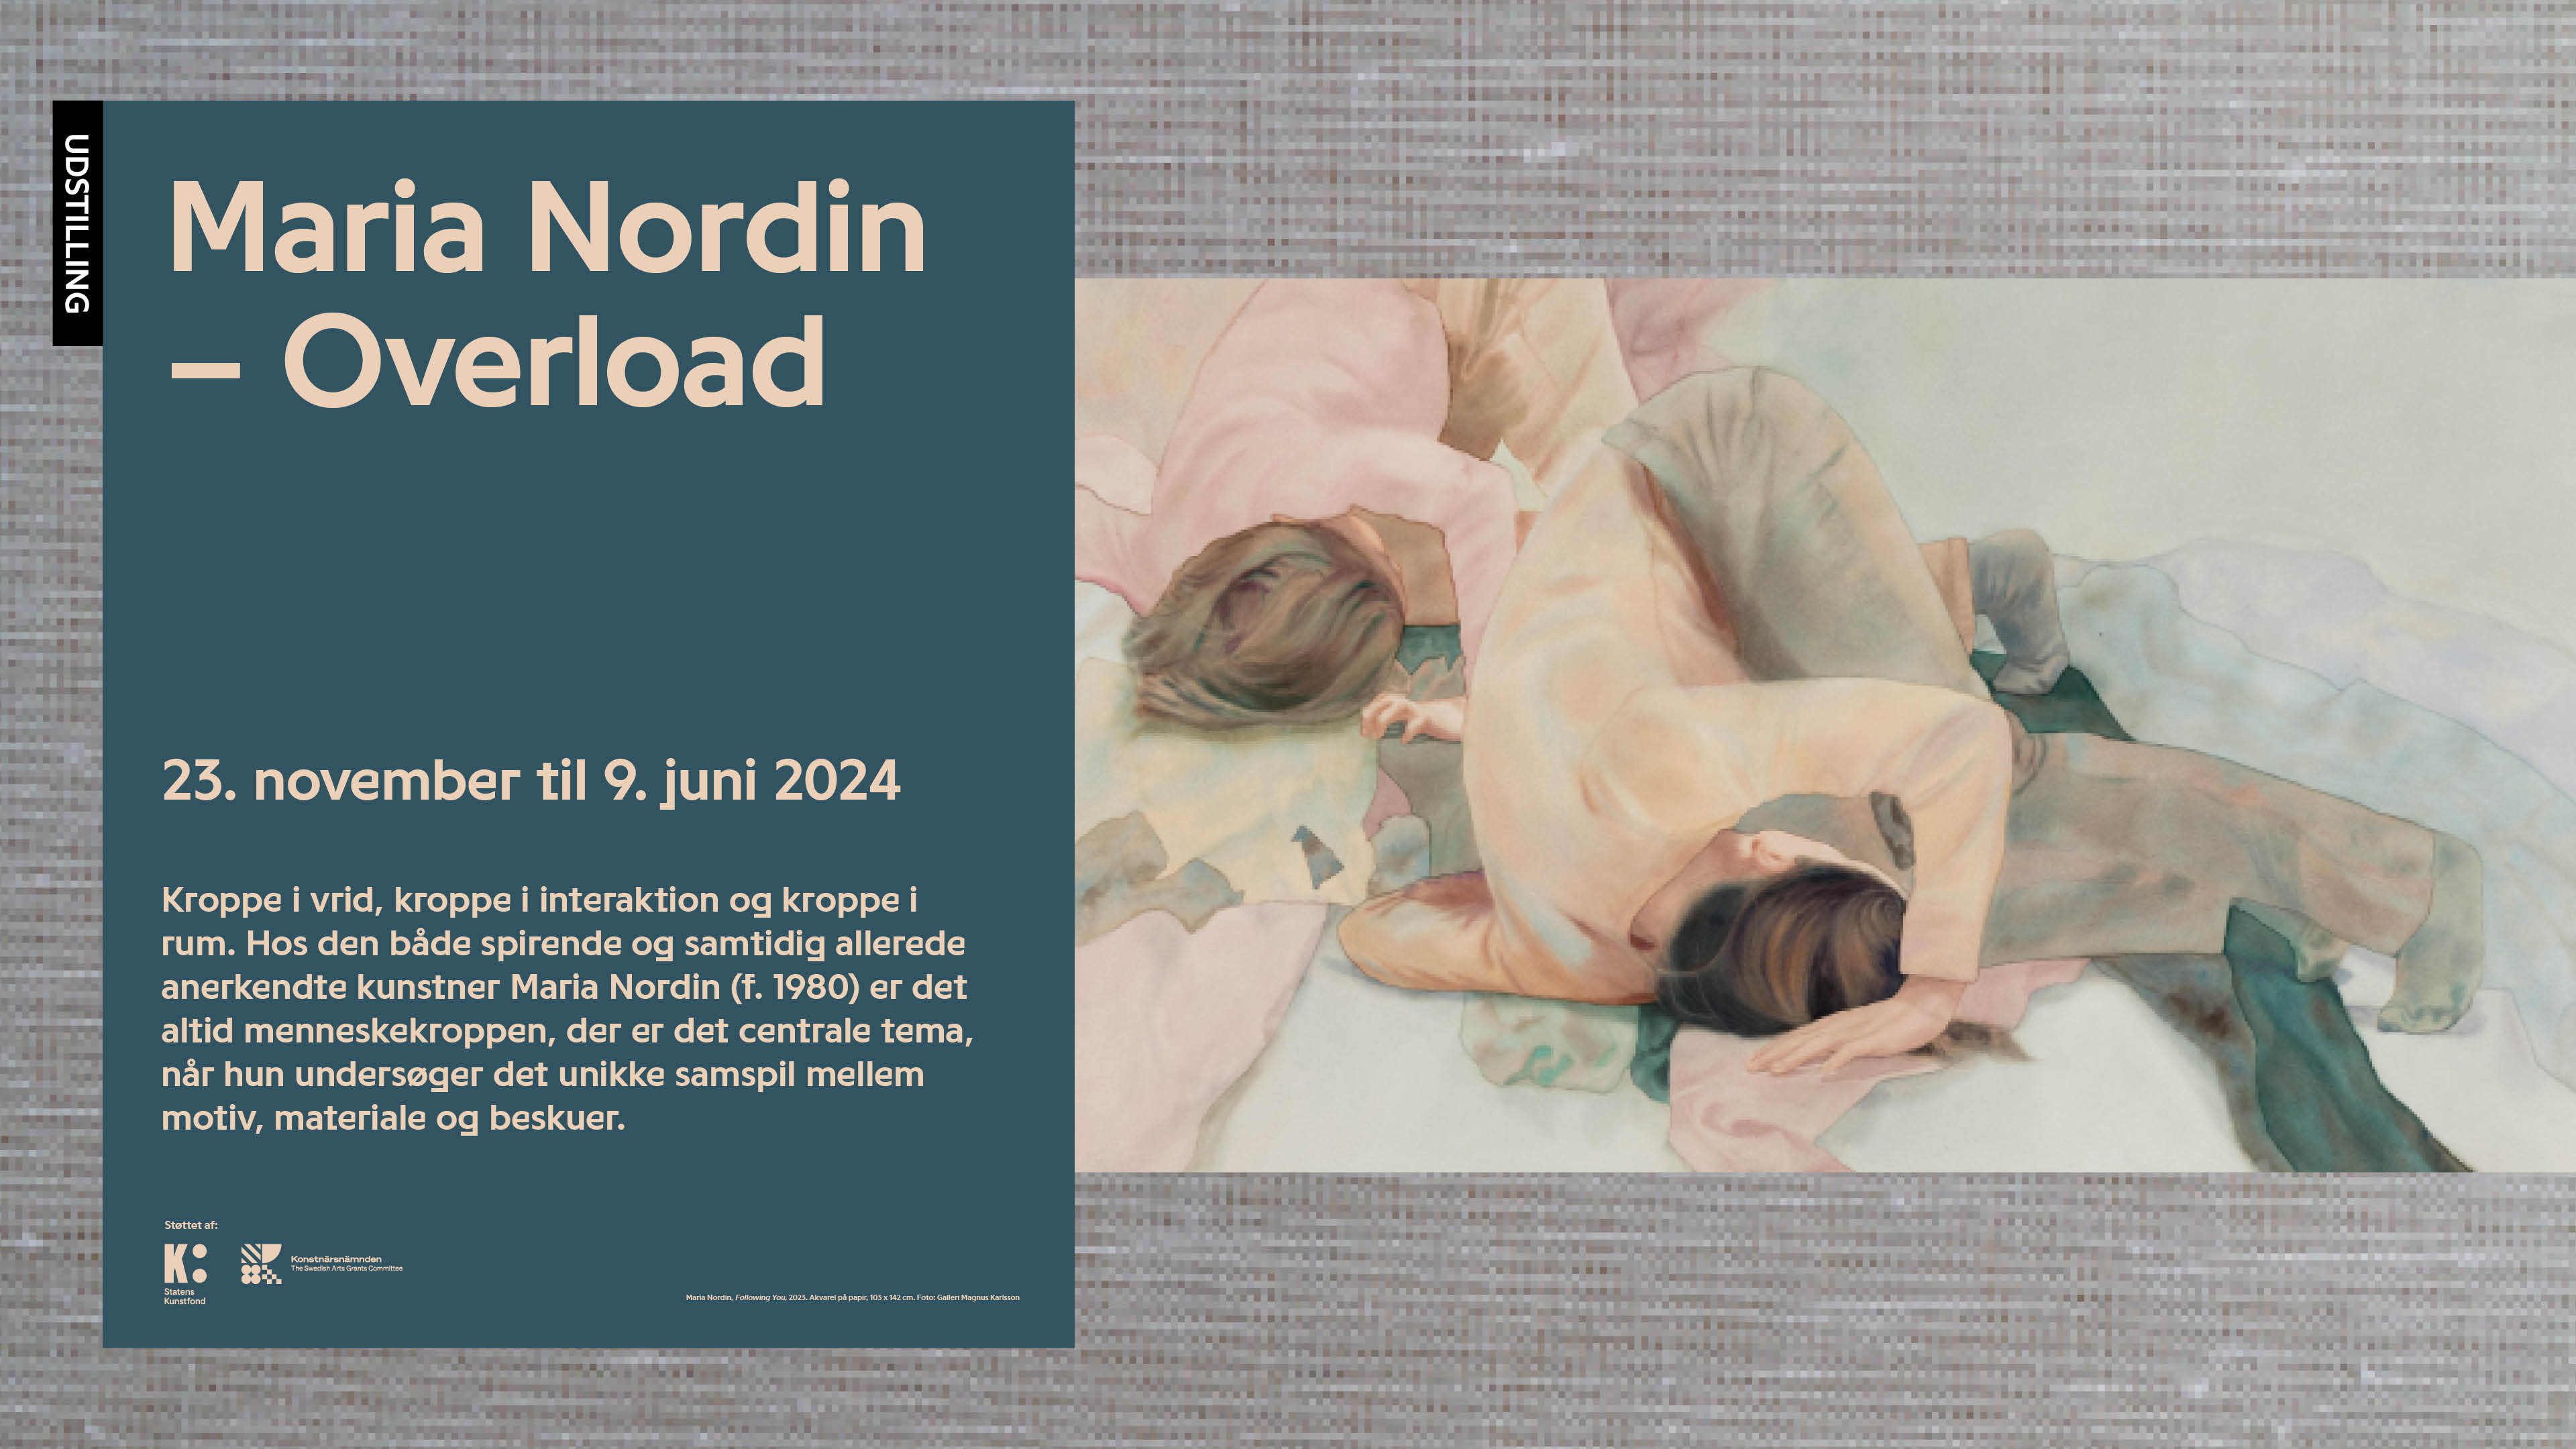 UDSTILLING
Maria Nordin
– Overload
23. november til 9. juni 2024
Kroppe i vrid, kroppe i interaktion og kroppe i
rum. Hos den både spirende og samtidig allerede
anerkendte kunstner Maria Nordin (f. 1980) er det
altid menneskekroppen, der er det centrale tema,
når hun undersøger det unikke samspil mellem
motiv, materiale og beskuer.
Støttet af:
K:
Statens
Kunstfond
Konstnärsnämnden
The Swedish Arts Grants Committee
Maria Nordin, Following You, 2023. Akvarel på papir, 103 x 142 cm. Foto: Galleri Magnus Karlsson